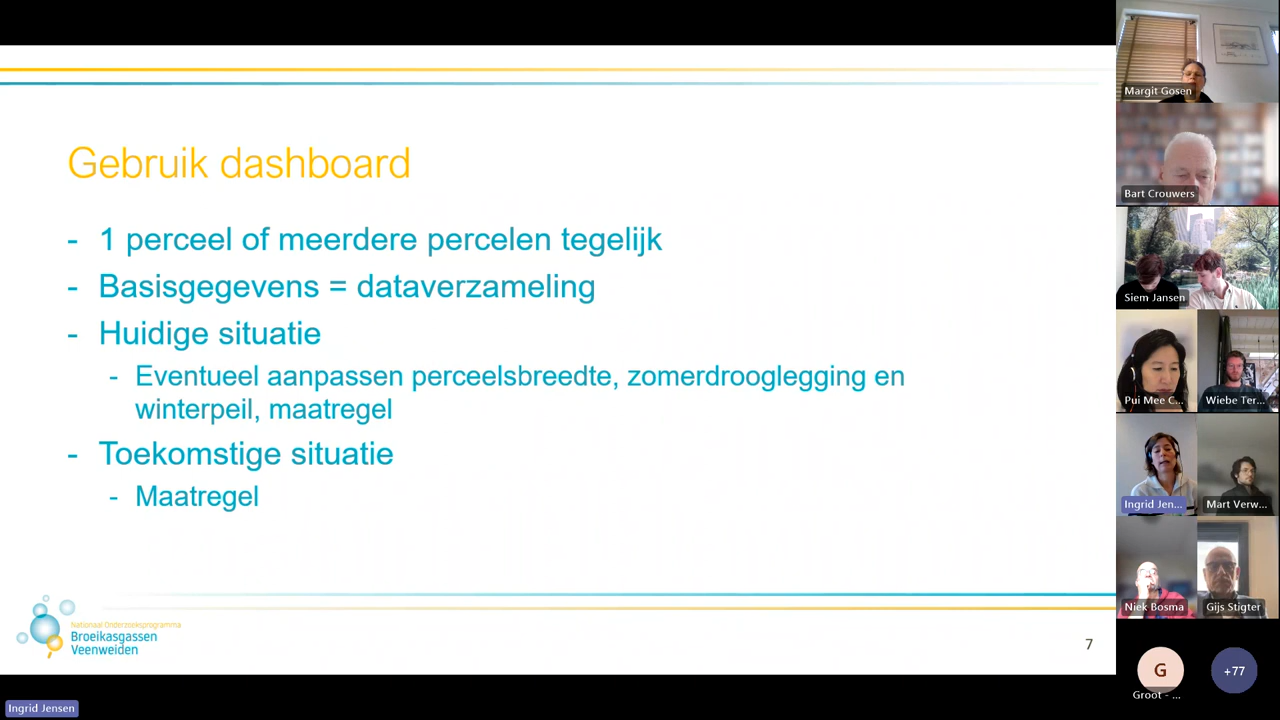 Gebruik dashboard
- 1 perceel of meerdere percelen tegelijk
- Basisgegevens = dataverzameling
- Huidige situatie
- Eventueel aanpassen perceelsbreedte, zomerdrooglegging en
winterpeil, maatregel
- Toekomstige situatie
- Maatregel
Nationaal Onderzoeksprogramma
Broeikasgassen
Veenweiden
7
Ingrid Jensen
Margit Gosen
Bart Crouwers
Siem Jansen
Pui Mee C...
Wiebe Ter...
Ingrid Jen...
Mart Verw...
Niek Bosma
Gijs Stigter
G
Groot - ...
+77